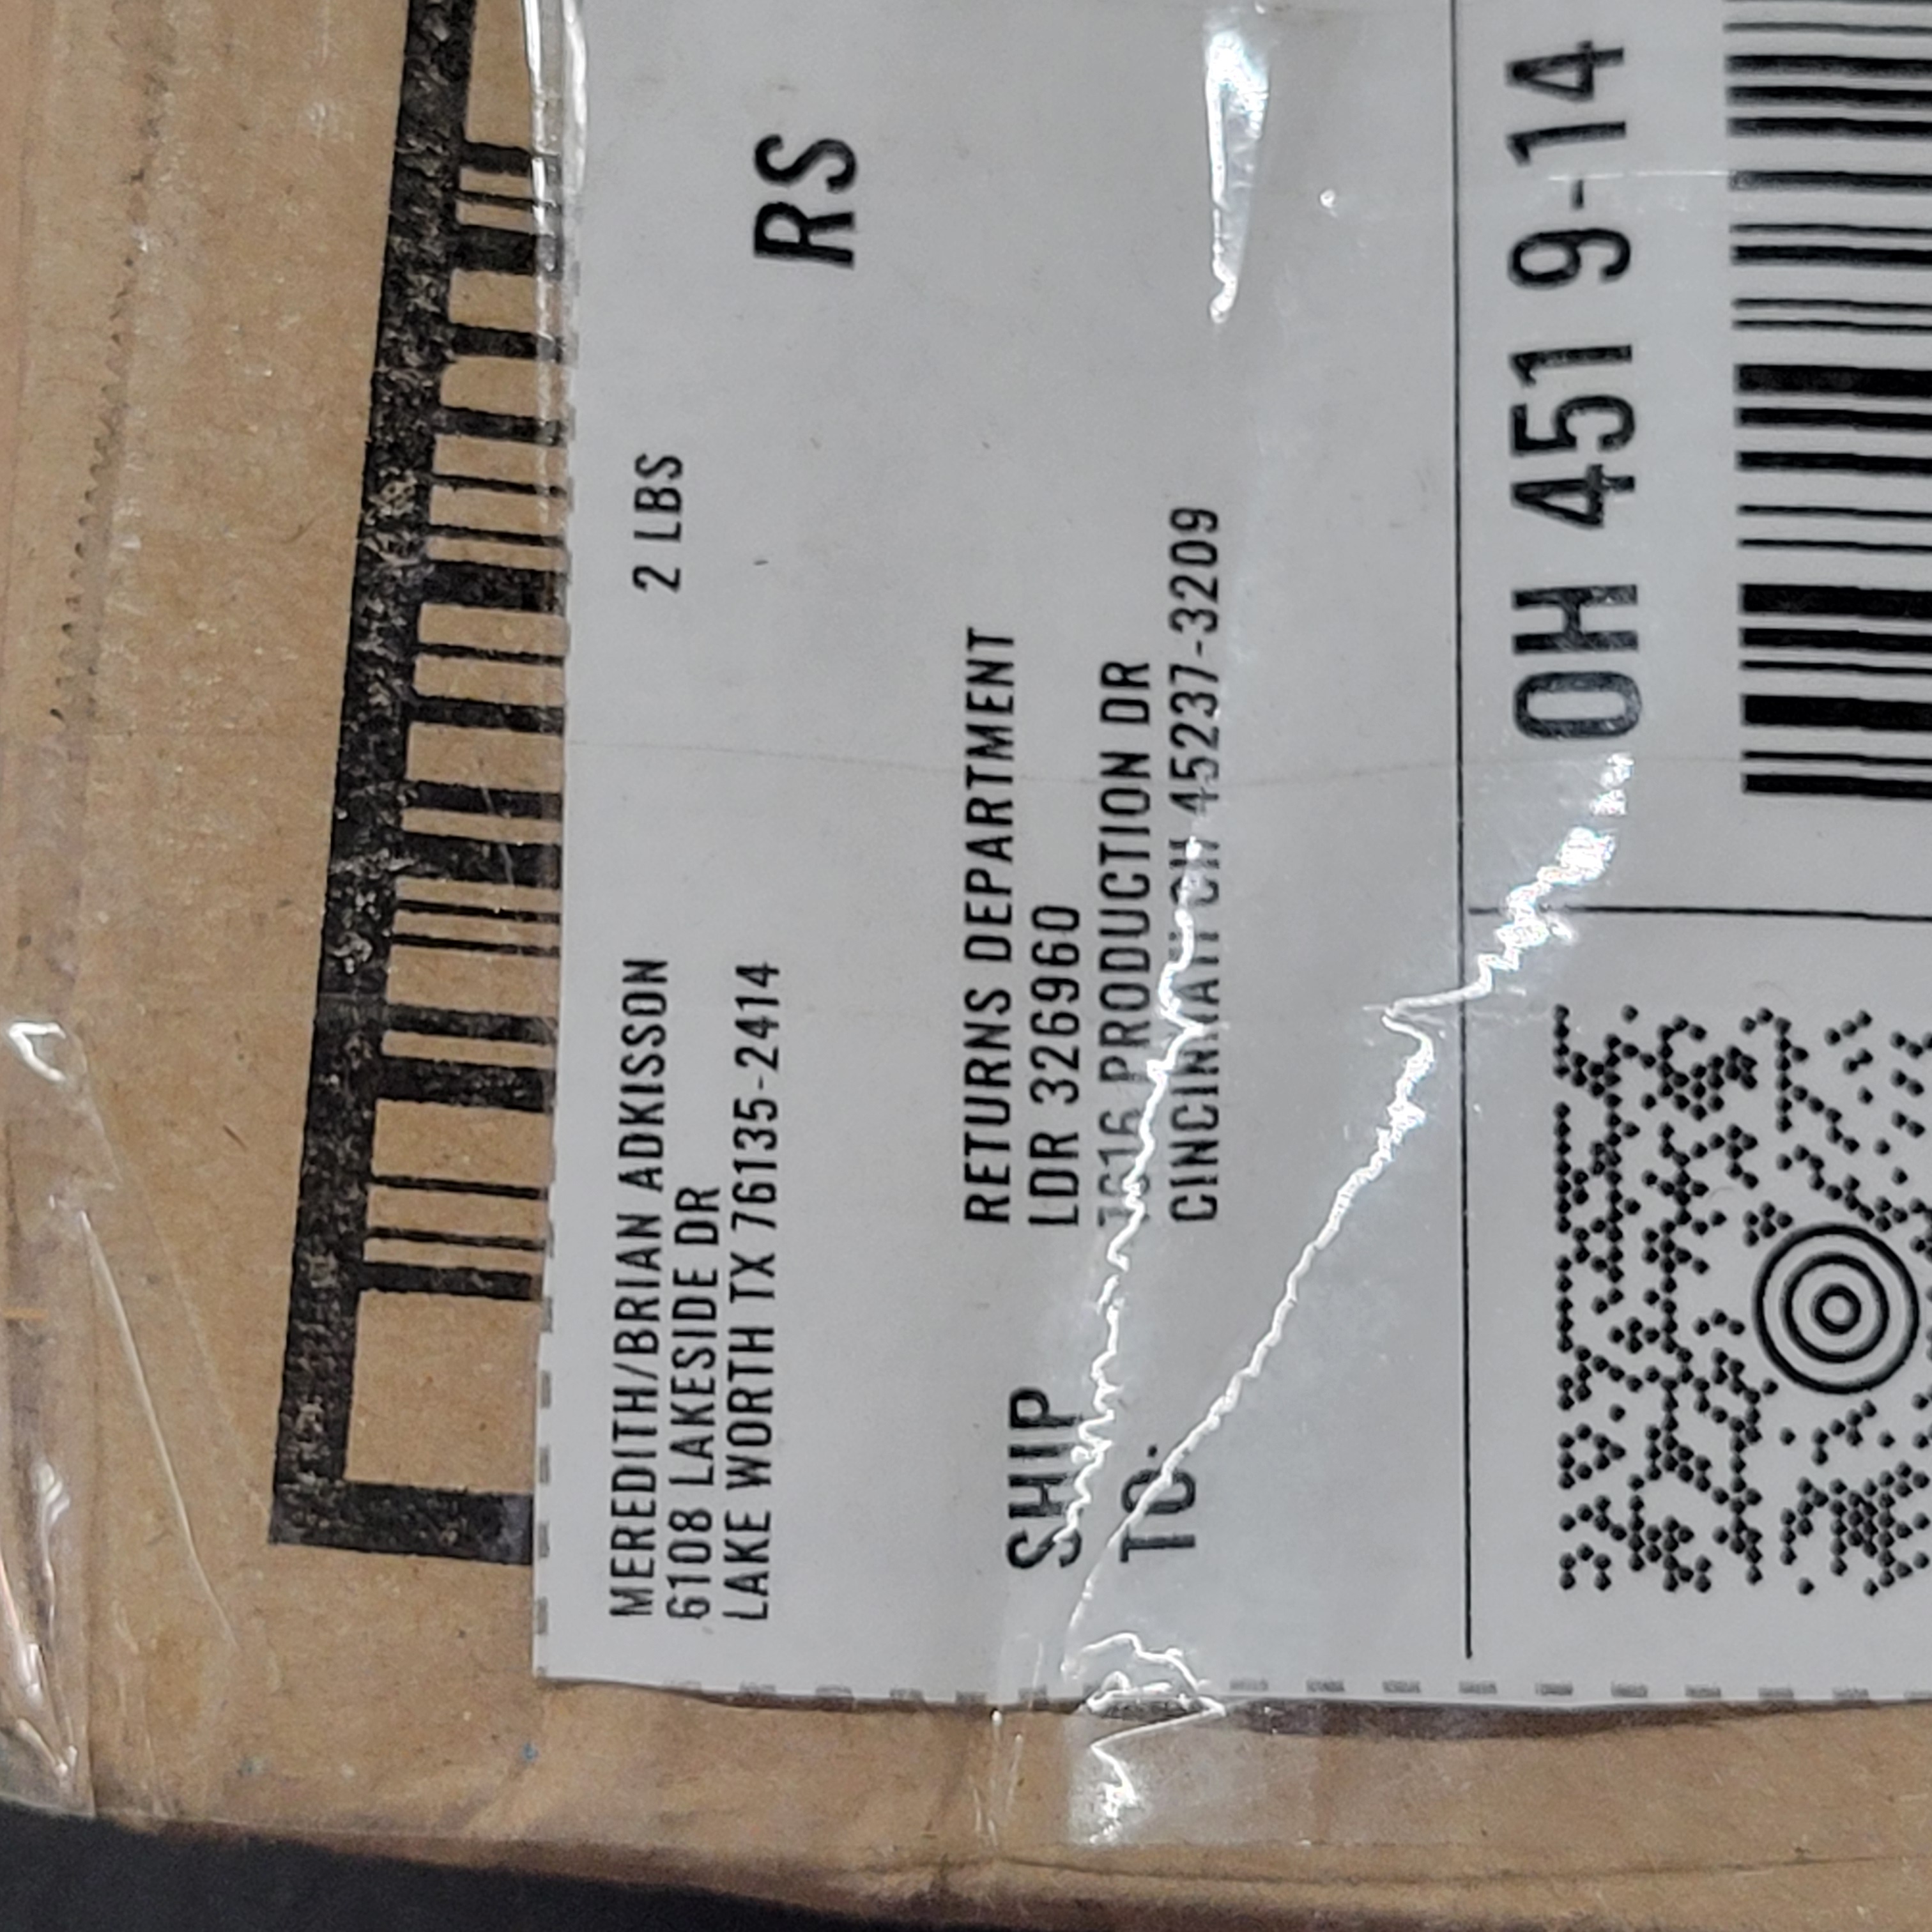 MEREDITH/BRIAN ADKISSON
6108 LAKESIDE DR
LAKE WORTH TX 76135-2414
2 LBS
RS
SHIP
TO:
RETURNS DEPARTMENT
LDR 326960
7616 PRODUCTION DR
CINCINNATI OH 45237-3209
OH 451 9-14